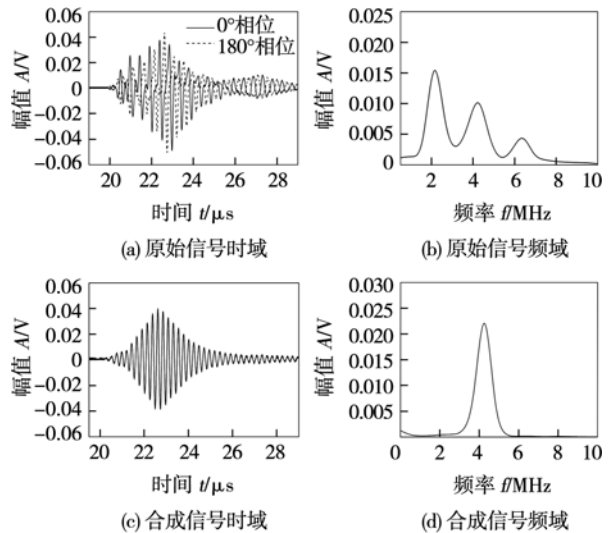 0.06
0.04
0.02
0
−0.02
−0.04
−0.06
幅值 A/V
0°相位
180°相位
20 22 24 26 28
时间 t/μs
(a) 原始信号时域
0.025
0.020
0.015
0.010
0.005
0
幅值 A/V
2 4 6 8 10
频率 f/MHz
(b) 原始信号频域
0.06
0.04
0.02
0
−0.02
−0.04
−0.06
幅值 A/V
20 22 24 26 28
时间 t/μs
(c) 合成信号时域
0.030
0.025
0.020
0.015
0.010
0.005
幅值 A/V
0 2 4 6 8 10
频率 f/MHz
(d) 合成信号频域